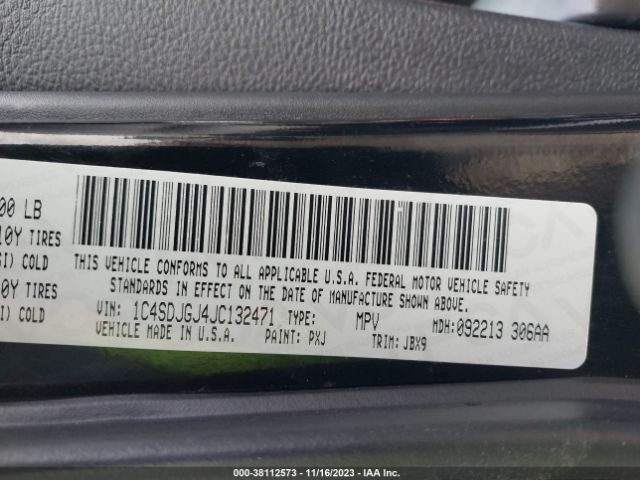 00 LB
10Y TIRES
SI) COLD
0Y TIRES
I) COLD
THIS VEHICLE CONFORMS TO ALL APPLICABLE U.S.A. FEDERAL MOTOR VEHICLE SAFETY
STANDARDS IN EFFECT ON THE DATE OF MANUFACTURE SHOWN ABOVE.
VIN: 1C4SDJGJ4JC132471 TYPE: MPV MDH: 092213 306AA
VEHICLE MADE IN U.S.A. PAINT: PXJ TRIM: JBX9
000-38112573 - 11/16/2023 - IAA Inc.